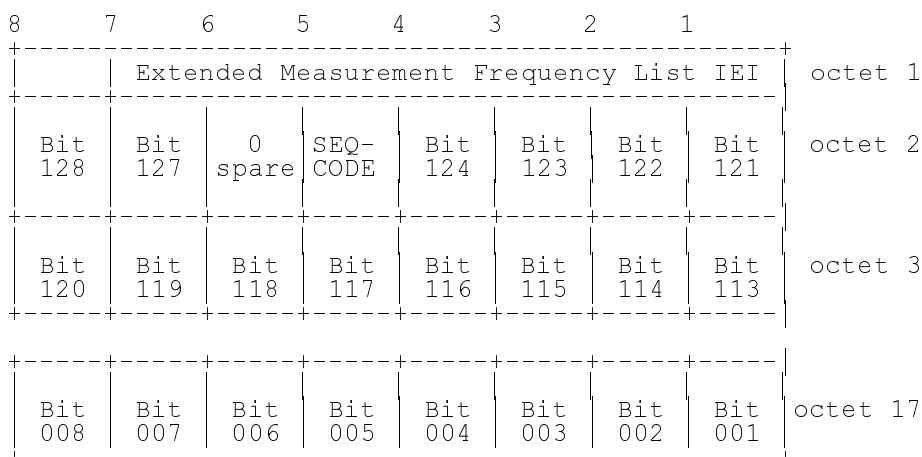 8 7 6 5 4 3 2 1
Extended Measurement Frequency List IEI octet 1
Bit Bit 0 SEQ- Bit Bit Bit Bit octet 2
128 127 spare CODE 124 123 122 121
Bit Bit Bit Bit Bit Bit Bit Bit octet 3
120 119 118 117 116 115 114 113
Bit Bit Bit Bit Bit Bit Bit Bit octet 17
008 007 006 005 004 003 002 001